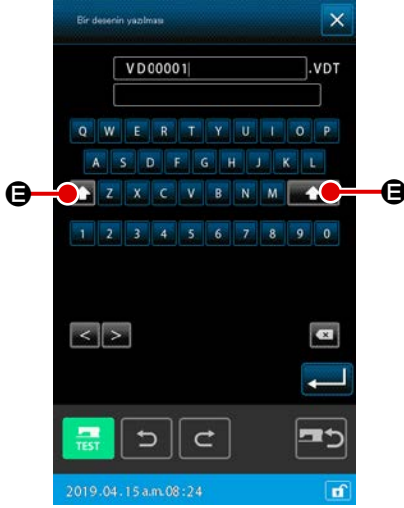 Bir desenin yazılması
VD00001 .VDT
Q W E R T Y U I O P
A S D F G H J K L
E Z X C V B N M E
1 2 3 4 5 6 7 8 9 0
< >
TEST
2019.04.15 a.m.08:24